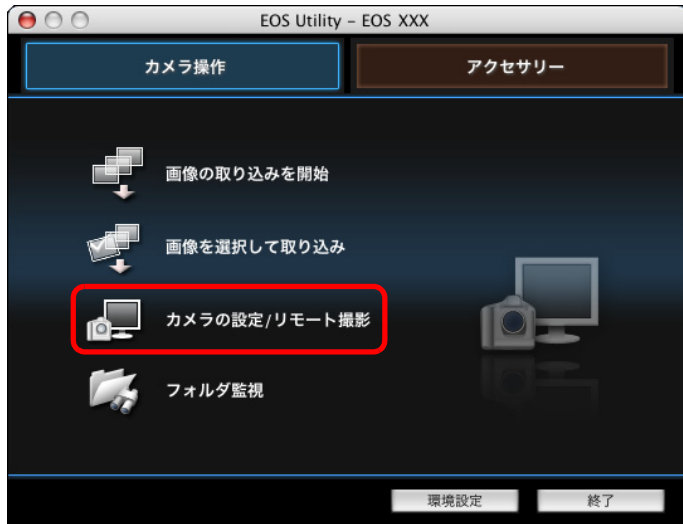 EOS Utility – EOS XXX
カメラ操作
アクセサリー
画像の取り込みを開始
画像を選択して取り込み
カメラの設定/リモート撮影
フォルダ監視
環境設定
終了